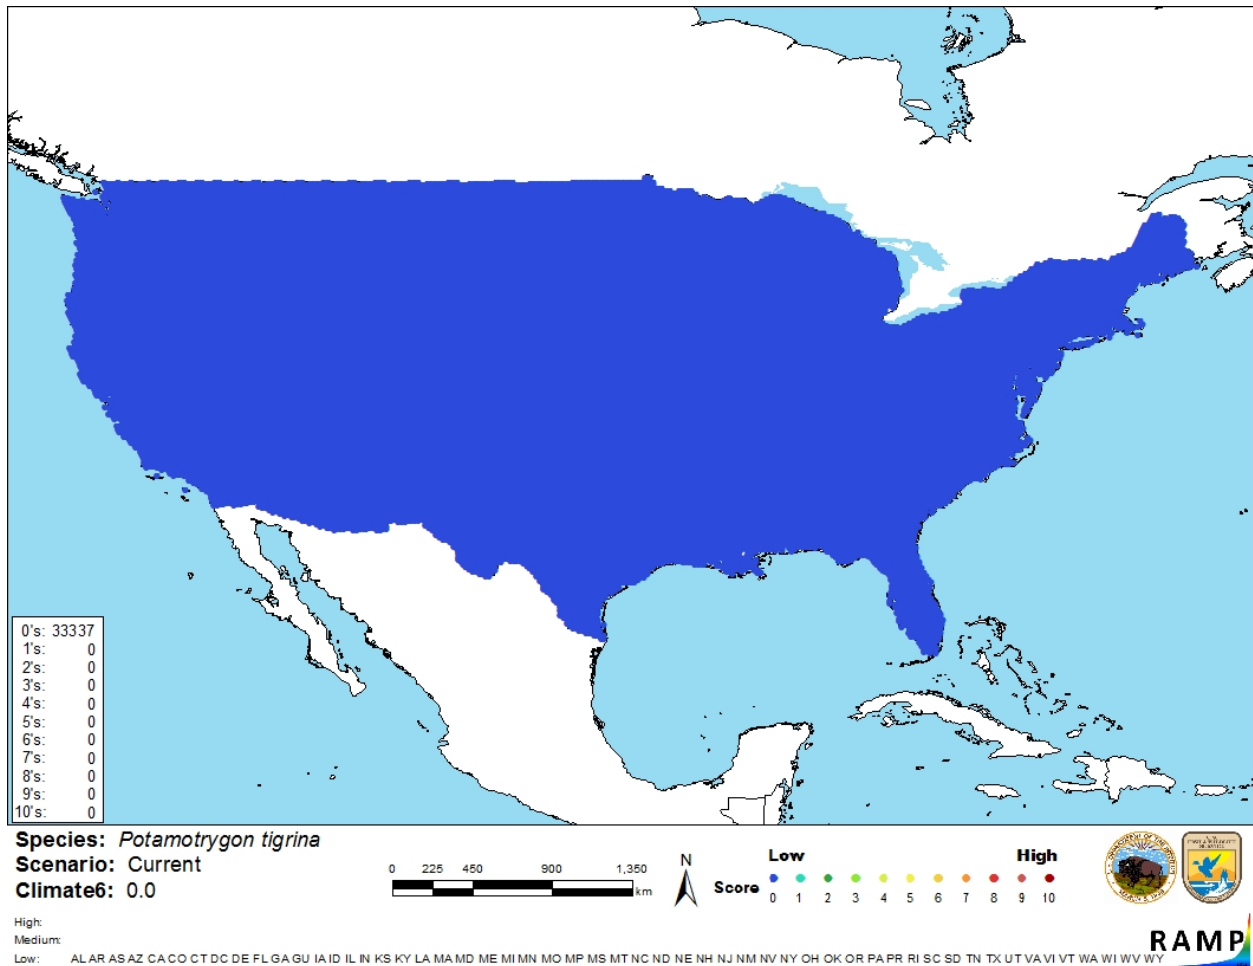 0's: 33337
1's: 0
2's: 0
3's: 0
4's: 0
5's: 0
6's: 0
7's: 0
8's: 0
9's: 0
10's: 0
Species: Potamotrygon tigrina
Scenario: Current
Climate6: 0.0
0 225 450 900 1,350
km
N
Low High
Score
0 1 2 3 4 5 6 7 8 9 10
RAMP
High:
Medium:
Low: AL AR AS AZ CA CO CT DC DE FL GA GU IA ID IL IN KS KY LA MA MD ME MI MN MO MP MS MT NC ND NE NH NJ NM NV NY OH OK OR PA PR RI SC SD TN TX UT VA VI VT WA WI WV WY